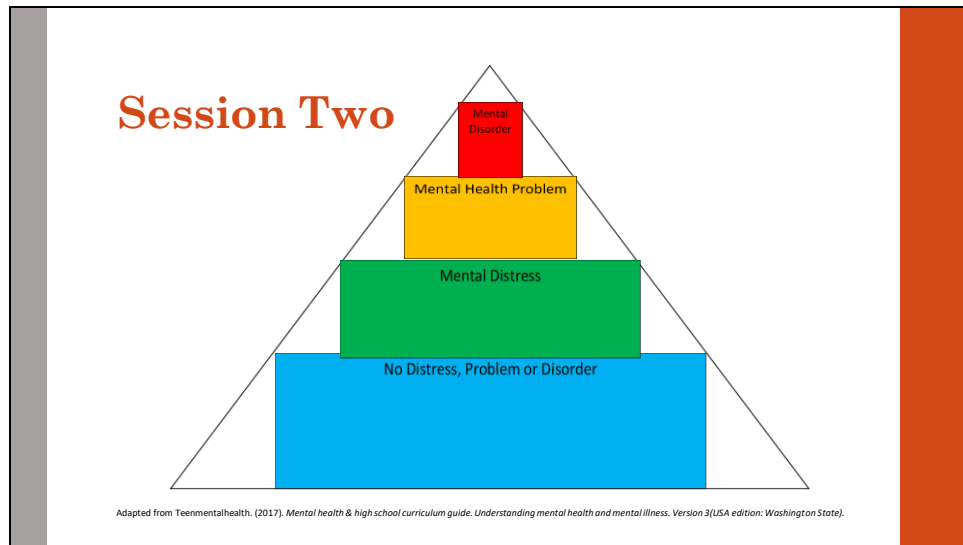 Session Two
Mental
Disorder
Mental Health Problem
Mental Distress
No Distress, Problem or Disorder
Adapted from Teenmentalhealth. (2017). Mental health & high school curriculum guide. Understanding mental health and mental illness. Version 3(USA edition: Washington State).